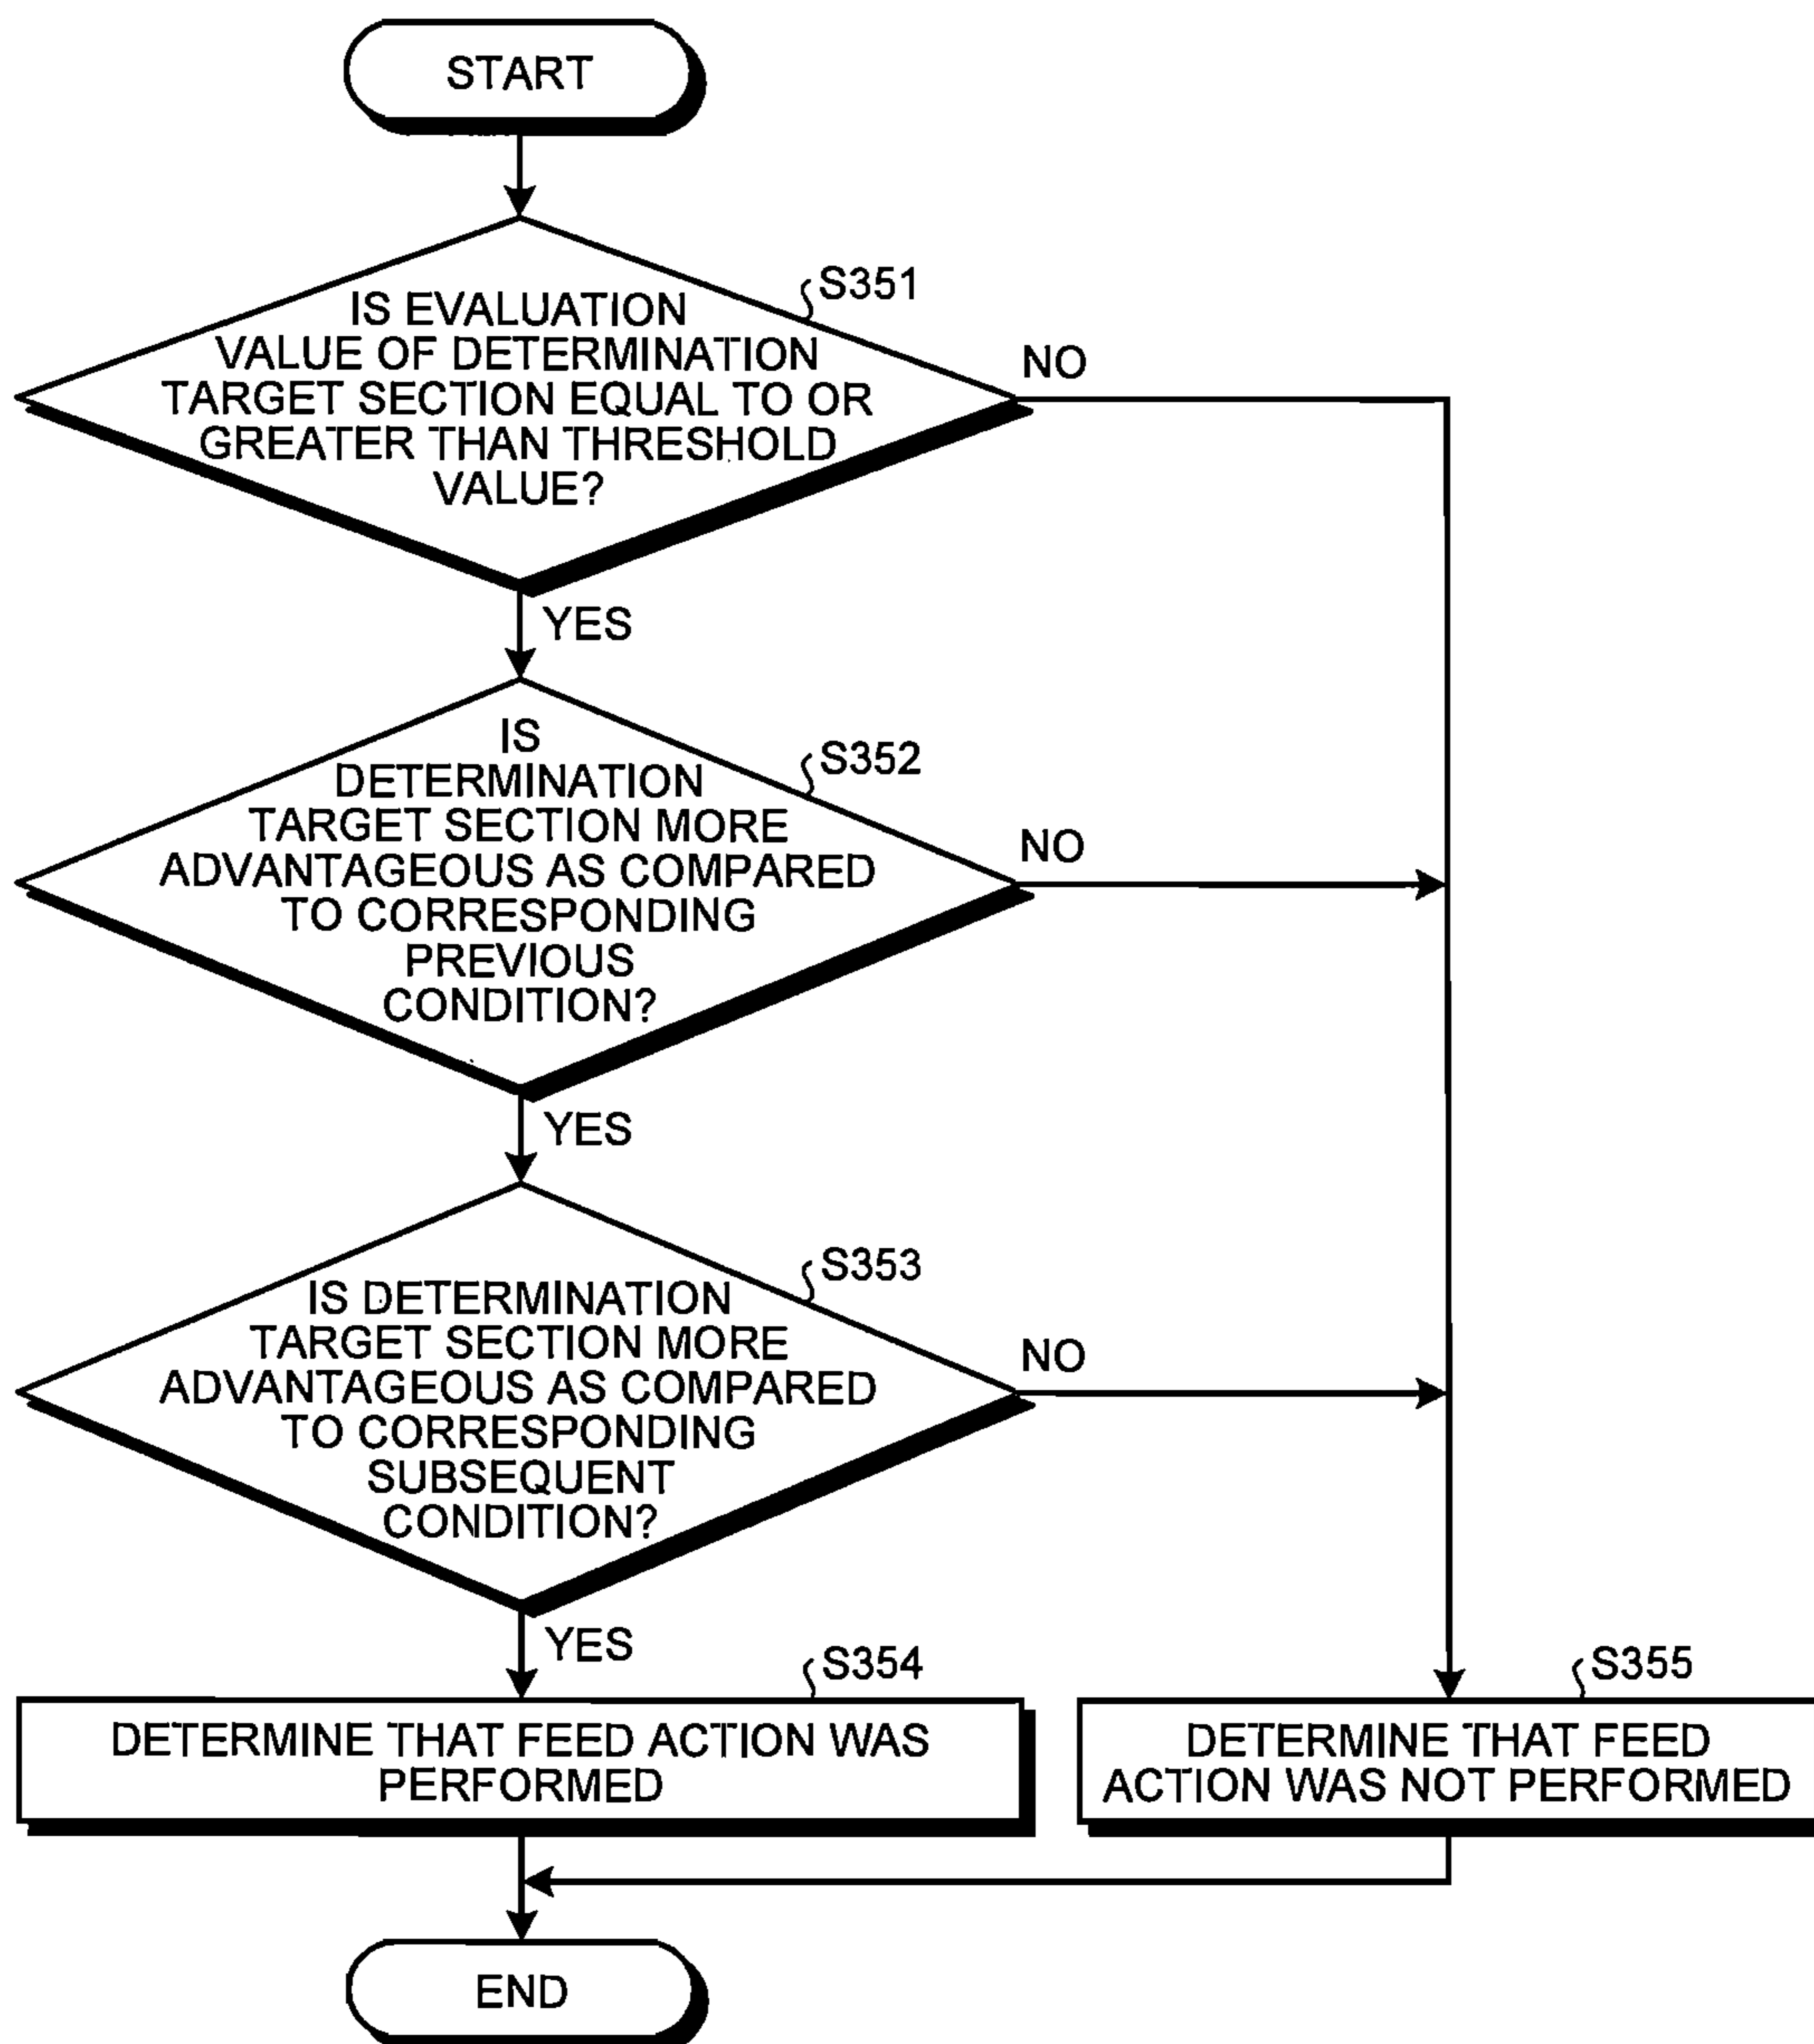 START
S351
IS EVALUATION
VALUE OF DETERMINATION
TARGET SECTION EQUAL TO OR
GREATER THAN THRESHOLD
VALUE?
NO
YES
S352
IS
DETERMINATION
TARGET SECTION MORE
ADVANTAGEOUS AS COMPARED
TO CORRESPONDING
PREVIOUS
CONDITION?
NO
YES
S353
IS DETERMINATION
TARGET SECTION MORE
ADVANTAGEOUS AS COMPARED
TO CORRESPONDING
SUBSEQUENT
CONDITION?
NO
YES
S354
DETERMINE THAT FEED ACTION WAS
PERFORMED
S355
DETERMINE THAT FEED
ACTION WAS NOT PERFORMED
END